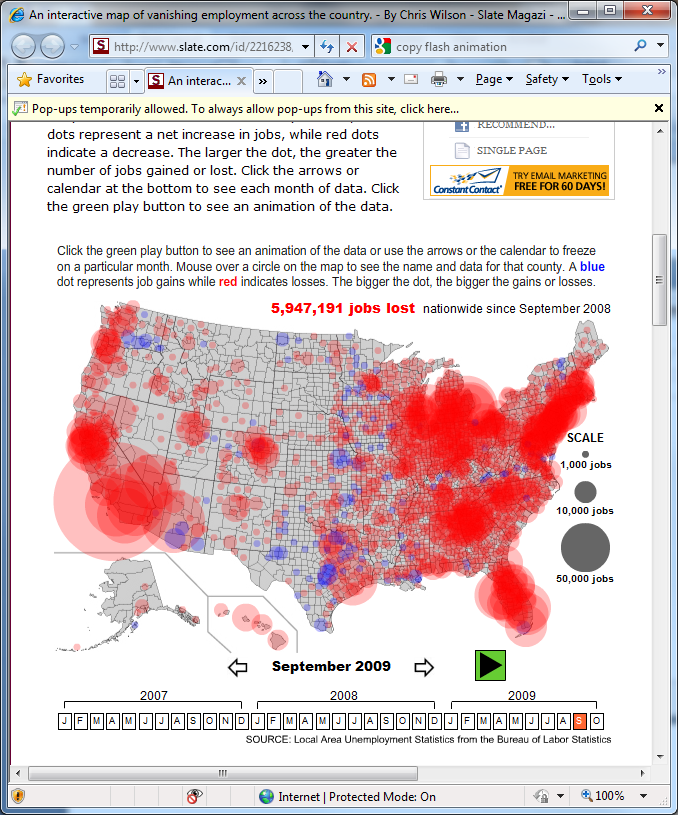 An interactive map of vanishing employment across the country. - By Chris Wilson - Slate Magazi - ...
http://www.slate.com/id/2216238,
copy flash animation
Favorites
An interac...
Page
Safety
Tools
Pop-ups temporarily allowed. To always allow pop-ups from this site, click here...
dots represent a net increase in jobs, while red dots
indicate a decrease. The larger the dot, the greater the
number of jobs gained or lost. Click the arrows or
calendar at the bottom to see each month of data. Click
the green play button to see an animation of the data.
RECOMMEND...
SINGLE PAGE
Constant Contact
TRY EMAIL MARKETING
FREE FOR 60 DAYS!
Click the green play button to see an animation of the data or use the arrows or the calendar to freeze
on a particular month. Mouse over a circle on the map to see the name and data for that county. A blue
dot represents job gains while red indicates losses. The bigger the dot, the bigger the gains or losses.
5,947,191 jobs lost nationwide since September 2008
SCALE
1,000 jobs
10,000 jobs
50,000 jobs
September 2009
2007 2008 2009
J F M A M J J A S O N D J F M A M J J A S O N D J F M A M J J A S O
SOURCE: Local Area Unemployment Statistics from the Bureau of Labor Statistics
Internet | Protected Mode: On
100%